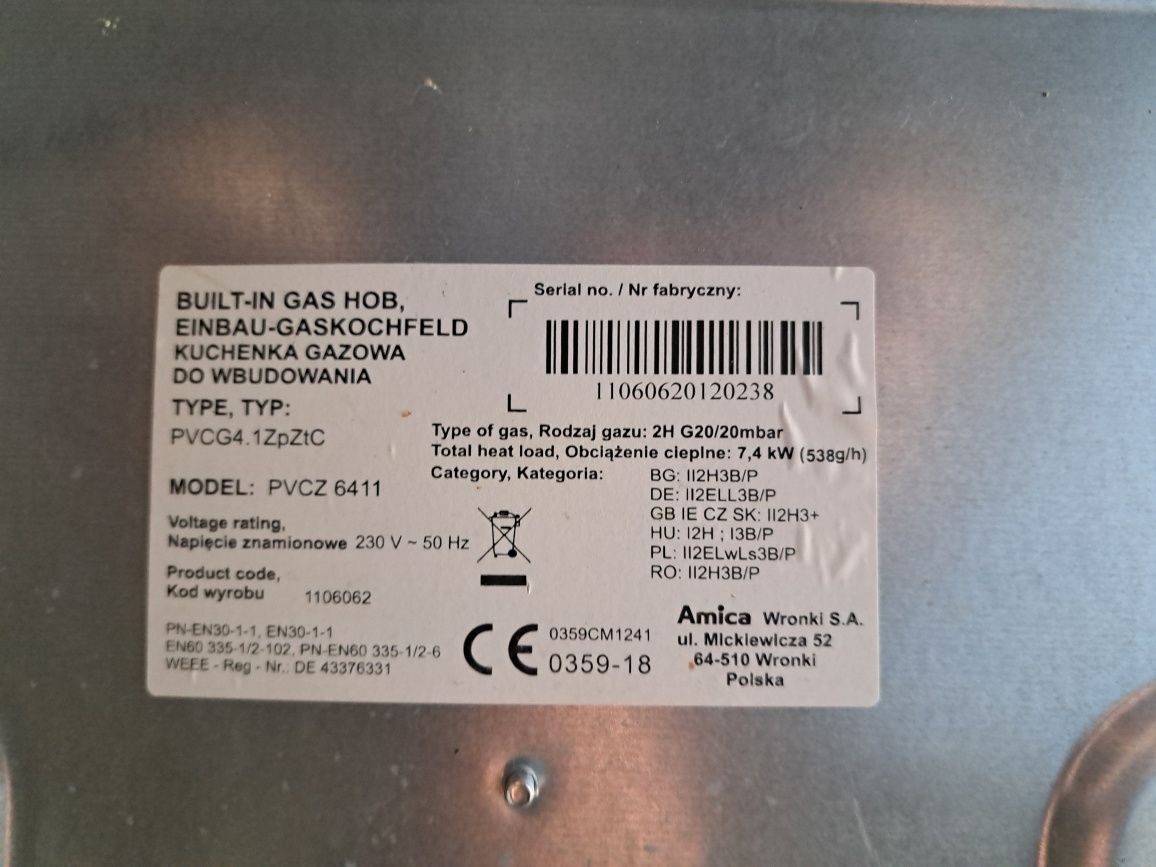 BUILT-IN GAS HOB,
EINBAU-GASKOCHFELD
KUCHENKA GAZOWA
DO WBUDOWANIA
TYPE, TYP:
PVCG4.1ZpZtC
MODEL: PVCZ 6411
Voltage rating,
Napięcie znamionowe 230 V ~ 50 Hz
Product code,
Kod wyrobu 1106062
PN-EN30-1-1, EN30-1-1
EN60 335-1/2-102, PN-EN60 335-1/2-6
WEEE - Reg - Nr.: DE 43376331
Serial no. / Nr fabryczny:
11060620120238
Type of gas, Rodzaj gazu: 2H G20/20mbar
Total heat load, Obciążenie cieplne: 7,4 kW (538g/h)
Category, Kategoria: BG: II2H3B/P
DE: II2ELL3B/P
GB IE CZ SK: II2H3+
HU: I2H ; I3B/P
PL: II2ELwLs3B/P
RO: II2H3B/P
CE 0359CM1241
0359-18
Amica Wronki S.A.
ul. Mickiewicza 52
64-510 Wronki
Polska